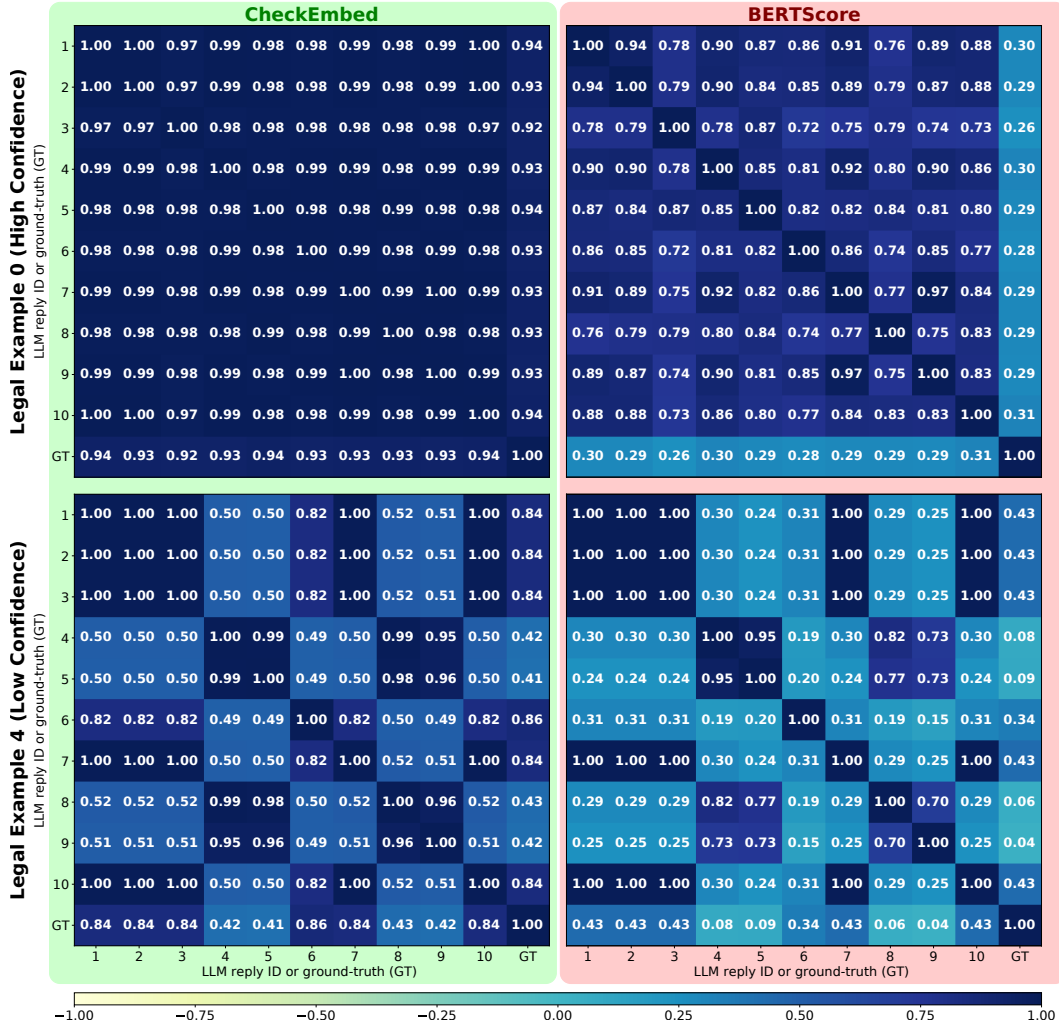 CheckEmbed BERTScore
Legal Example 0 (High Confidence)
LLM reply ID or ground-truth (GT)
1 1.00 1.00 0.97 0.99 0.98 0.98 0.99 0.98 0.99 1.00 0.94 1.00 0.94 0.78 0.90 0.87 0.86 0.91 0.76 0.89 0.88 0.30
2 1.00 1.00 0.97 0.99 0.98 0.98 0.99 0.98 0.99 1.00 0.93 0.94 1.00 0.79 0.90 0.84 0.85 0.89 0.79 0.87 0.88 0.29
3 0.97 0.97 1.00 0.98 0.98 0.98 0.98 0.98 0.98 0.97 0.92 0.78 0.79 1.00 0.78 0.87 0.72 0.75 0.79 0.74 0.73 0.26
4 0.99 0.99 0.98 1.00 0.98 0.99 0.99 0.98 0.99 0.99 0.93 0.90 0.90 0.78 1.00 0.85 0.81 0.92 0.80 0.90 0.86 0.30
5 0.98 0.98 0.98 0.98 1.00 0.98 0.98 0.99 0.98 0.98 0.94 0.87 0.84 0.87 0.85 1.00 0.82 0.82 0.84 0.81 0.80 0.29
6 0.98 0.98 0.98 0.99 0.98 1.00 0.99 0.98 0.99 0.98 0.93 0.86 0.85 0.72 0.81 0.82 1.00 0.86 0.74 0.85 0.77 0.28
7 0.99 0.99 0.98 0.99 0.98 0.99 1.00 0.99 1.00 0.99 0.93 0.91 0.89 0.75 0.92 0.82 0.86 1.00 0.77 0.97 0.84 0.29
8 0.98 0.98 0.98 0.98 0.99 0.98 0.99 1.00 0.98 0.98 0.93 0.76 0.79 0.79 0.80 0.84 0.74 0.77 1.00 0.75 0.83 0.29
9 0.99 0.99 0.98 0.99 0.98 0.99 1.00 0.98 1.00 0.99 0.93 0.89 0.87 0.74 0.90 0.81 0.85 0.97 0.75 1.00 0.83 0.29
10 1.00 1.00 0.97 0.99 0.98 0.98 0.99 0.98 0.99 1.00 0.94 0.88 0.88 0.73 0.86 0.80 0.77 0.84 0.83 0.83 1.00 0.31
GT 0.94 0.93 0.92 0.93 0.94 0.93 0.93 0.93 0.93 0.94 1.00 0.30 0.29 0.26 0.30 0.29 0.28 0.29 0.29 0.29 0.31 1.00
Legal Example 4 (Low Confidence)
LLM reply ID or ground-truth (GT)
1 1.00 1.00 1.00 0.50 0.50 0.82 1.00 0.52 0.51 1.00 0.84 1.00 1.00 1.00 0.30 0.24 0.31 1.00 0.29 0.25 1.00 0.43
2 1.00 1.00 1.00 0.50 0.50 0.82 1.00 0.52 0.51 1.00 0.84 1.00 1.00 1.00 0.30 0.24 0.31 1.00 0.29 0.25 1.00 0.43
3 1.00 1.00 1.00 0.50 0.50 0.82 1.00 0.52 0.51 1.00 0.84 1.00 1.00 1.00 0.30 0.24 0.31 1.00 0.29 0.25 1.00 0.43
4 0.50 0.50 0.50 1.00 0.99 0.49 0.50 0.99 0.95 0.50 0.42 0.30 0.30 0.30 1.00 0.95 0.19 0.30 0.82 0.73 0.30 0.08
5 0.50 0.50 0.50 0.99 1.00 0.49 0.50 0.98 0.96 0.50 0.41 0.24 0.24 0.24 0.95 1.00 0.20 0.24 0.77 0.73 0.24 0.09
6 0.82 0.82 0.82 0.49 0.49 1.00 0.82 0.50 0.49 0.82 0.86 0.31 0.31 0.31 0.19 0.20 1.00 0.31 0.19 0.15 0.31 0.34
7 1.00 1.00 1.00 0.50 0.50 0.82 1.00 0.52 0.51 1.00 0.84 1.00 1.00 1.00 0.30 0.24 0.31 1.00 0.29 0.25 1.00 0.43
8 0.52 0.52 0.52 0.99 0.98 0.50 0.52 1.00 0.96 0.52 0.43 0.29 0.29 0.29 0.82 0.77 0.19 0.29 1.00 0.70 0.29 0.06
9 0.51 0.51 0.51 0.95 0.96 0.49 0.51 0.96 1.00 0.51 0.42 0.25 0.25 0.25 0.73 0.73 0.15 0.25 0.70 1.00 0.25 0.04
10 1.00 1.00 1.00 0.50 0.50 0.82 1.00 0.52 0.51 1.00 0.84 1.00 1.00 1.00 0.30 0.24 0.31 1.00 0.29 0.25 1.00 0.43
GT 0.84 0.84 0.84 0.42 0.41 0.86 0.84 0.43 0.42 0.84 1.00 0.43 0.43 0.43 0.08 0.09 0.34 0.43 0.06 0.04 0.43 1.00
1 2 3 4 5 6 7 8 9 10 GT 1 2 3 4 5 6 7 8 9 10 GT
LLM reply ID or ground-truth (GT) LLM reply ID or ground-truth (GT)
−1.00 −0.75 −0.50 −0.25 0.00 0.25 0.50 0.75 1.00